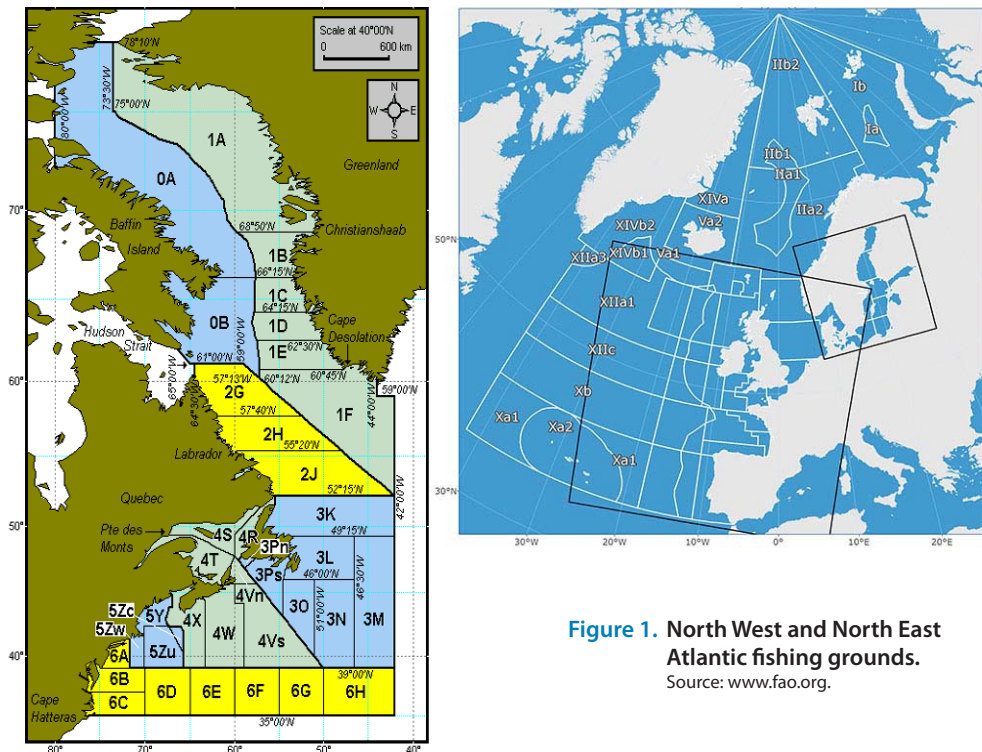 Scale at 40°00'N
0 600 km
N
W E
S
78°10'N
73°30'W
80°00'W
75°00'N
1A
Greenland
0A
70°
Baffin
Island
68°50'N
Christianshaab
1B
66°15'N
1C
64°15'N
0B
59°00'W
1D
Cape
Desolation
Hudson
Strait
1E
62°30'N
61°00'N
65°00'W
60°
57°13'W
60°12'N
60°45'N
59°00'N
64°30'W
2G
44°00'W
1F
57°40'N
2H
55°20'N
Labrador
2J
52°15'N
42°00'W
Quebec
50°
3K
49°15'N
Pte des
Monts
4S
4R
3Pn
4T
3L
3Ps
46°00'N
46°30'W
4Vn
5Zc
5Y
4X
3O
51°00'W
3N
3M
5Zw
4W
5Zu
4Vs
40°
6A
39°00'N
6B
6C
6D
6E
6F
6G
6H
Cape
Hatteras
35°00'N
80° 70° 60° 50° 40°
IIb2
Ib
Ia
IIb1
IIa1
XIVa
IIa2
Va2
XIVb2
50°N
XIIa3
XIVb1
Va1
XIIa1
XIIc
Xb
Xa1
Xa2
Xa1
30°N
30°W 20°W 10°W 0° 10°E 20°E
Figure 1. North West and North East
Atlantic fishing grounds.
Source: www.fao.org.